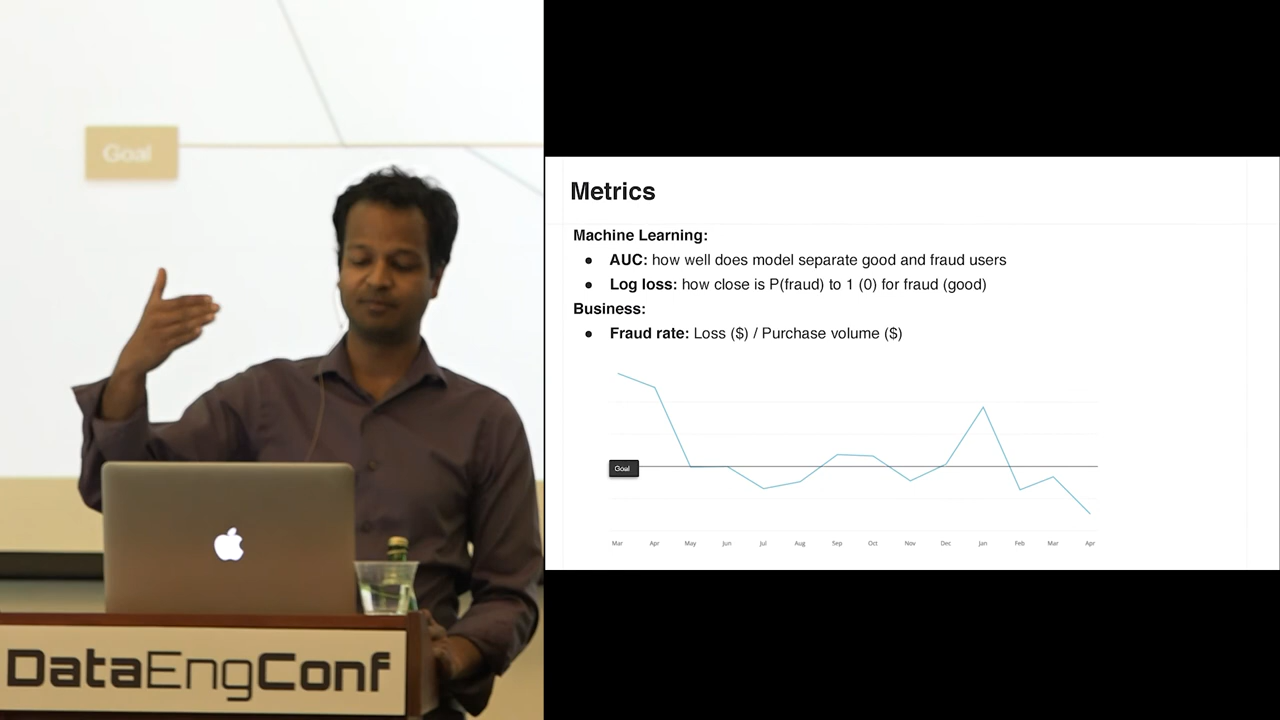 Goal
DataEngConf
Metrics
Machine Learning:
● AUC: how well does model separate good and fraud users
● Log loss: how close is P(fraud) to 1 (0) for fraud (good)
Business:
● Fraud rate: Loss ($) / Purchase volume ($)
Goal
Mar Apr May Jun Jul Aug Sep Oct Nov Dec Jan Feb Mar Apr